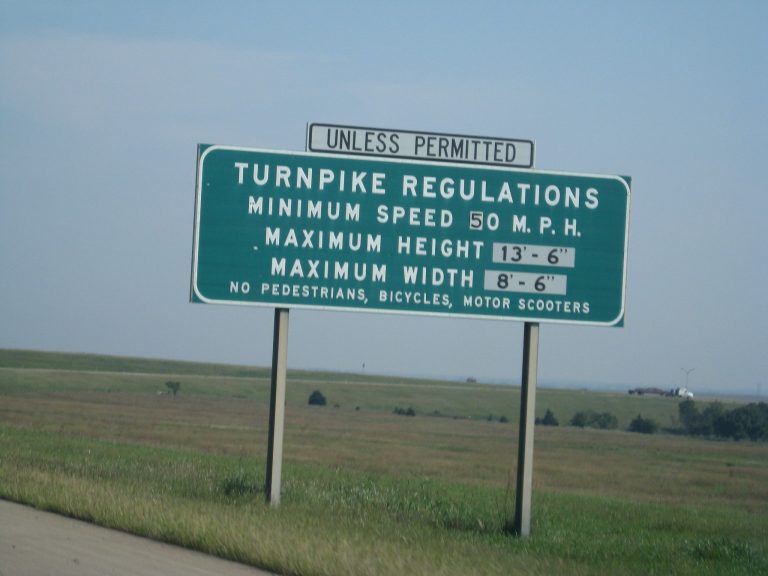 UNLESS PERMITTED
TURNPIKE REGULATIONS
MINIMUM SPEED 50 M.P.H.
MAXIMUM HEIGHT 13'-6"
MAXIMUM WIDTH 8'-6"
NO PEDESTRIANS, BICYCLES, MOTOR SCOOTERS